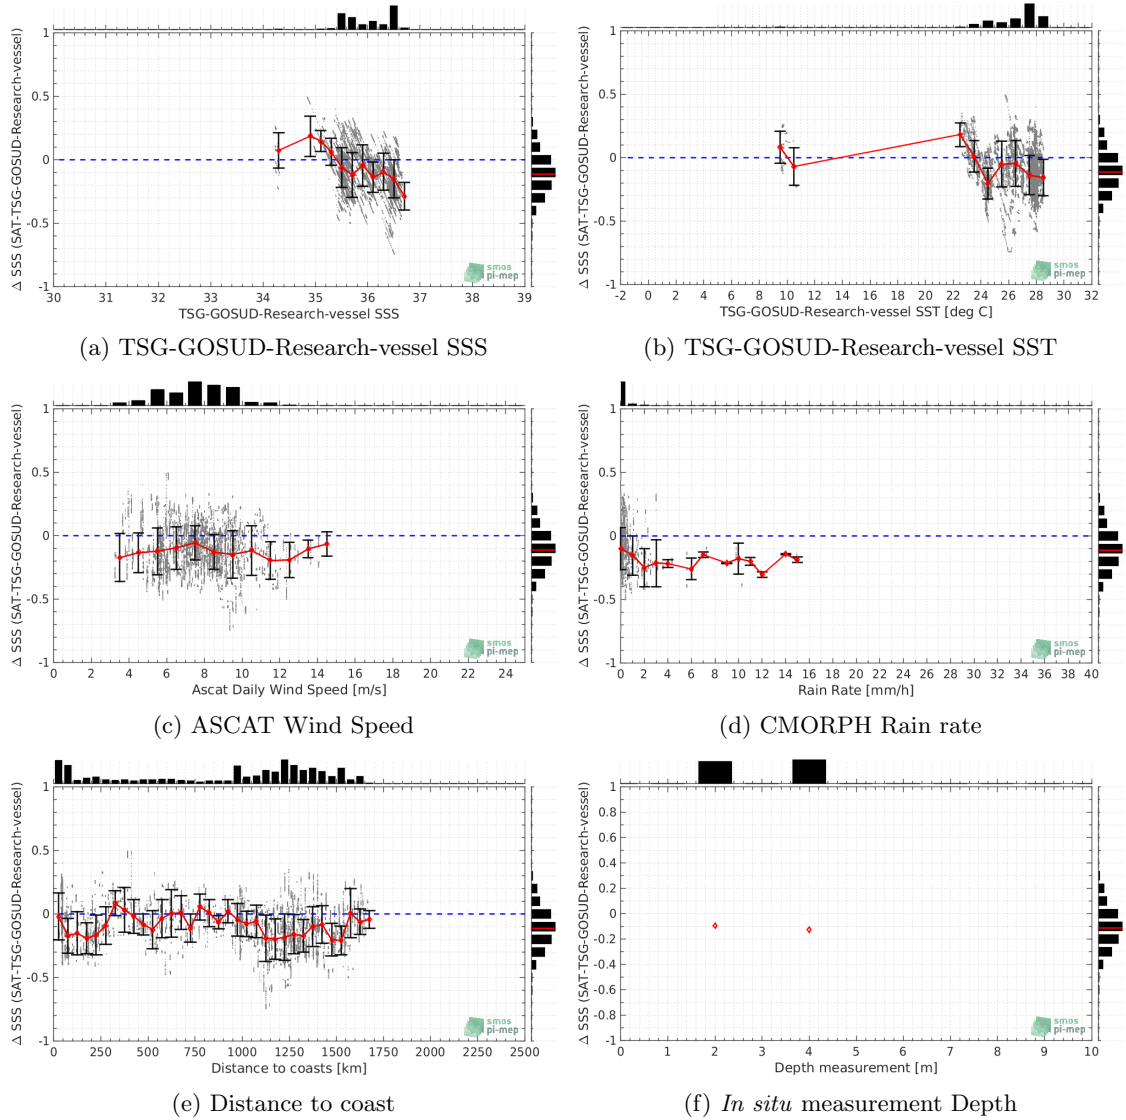 1
0.5
0
-0.5
-1
Δ SSS (SAT-TSG-GOSUD-Research-vessel)
30 31 32 33 34 35 36 37 38 39
TSG-GOSUD-Research-vessel SSS
smos
pi-mep
(a) TSG-GOSUD-Research-vessel SSS
1
0.5
0
-0.5
-1
Δ SSS (SAT-TSG-GOSUD-Research-vessel)
-2 0 2 4 6 8 10 12 14 16 18 20 22 24 26 28 30 32
TSG-GOSUD-Research-vessel SST [deg C]
smos
pi-mep
(b) TSG-GOSUD-Research-vessel SST
1
0.5
0
-0.5
-1
Δ SSS (SAT-TSG-GOSUD-Research-vessel)
0 2 4 6 8 10 12 14 16 18 20 22 24
Ascat Daily Wind Speed [m/s]
smos
pi-mep
(c) ASCAT Wind Speed
1
0.5
0
-0.5
-1
Δ SSS (SAT-TSG-GOSUD-Research-vessel)
0 2 4 6 8 10 12 14 16 18 20 22 24 26 28 30 32 34 36 38 40
Rain Rate [mm/h]
smos
pi-mep
(d) CMORPH Rain rate
1
0.5
0
-0.5
-1
Δ SSS (SAT-TSG-GOSUD-Research-vessel)
0 250 500 750 1000 1250 1500 1750 2000 2250 2500
Distance to coasts [km]
smos
pi-mep
(e) Distance to coast
1
0.8
0.6
0.4
0.2
0
-0.2
-0.4
-0.6
-0.8
-1
Δ SSS (SAT-TSG-GOSUD-Research-vessel)
0 1 2 3 4 5 6 7 8 9 10
Depth measurement [m]
smos
pi-mep
(f) In situ measurement Depth